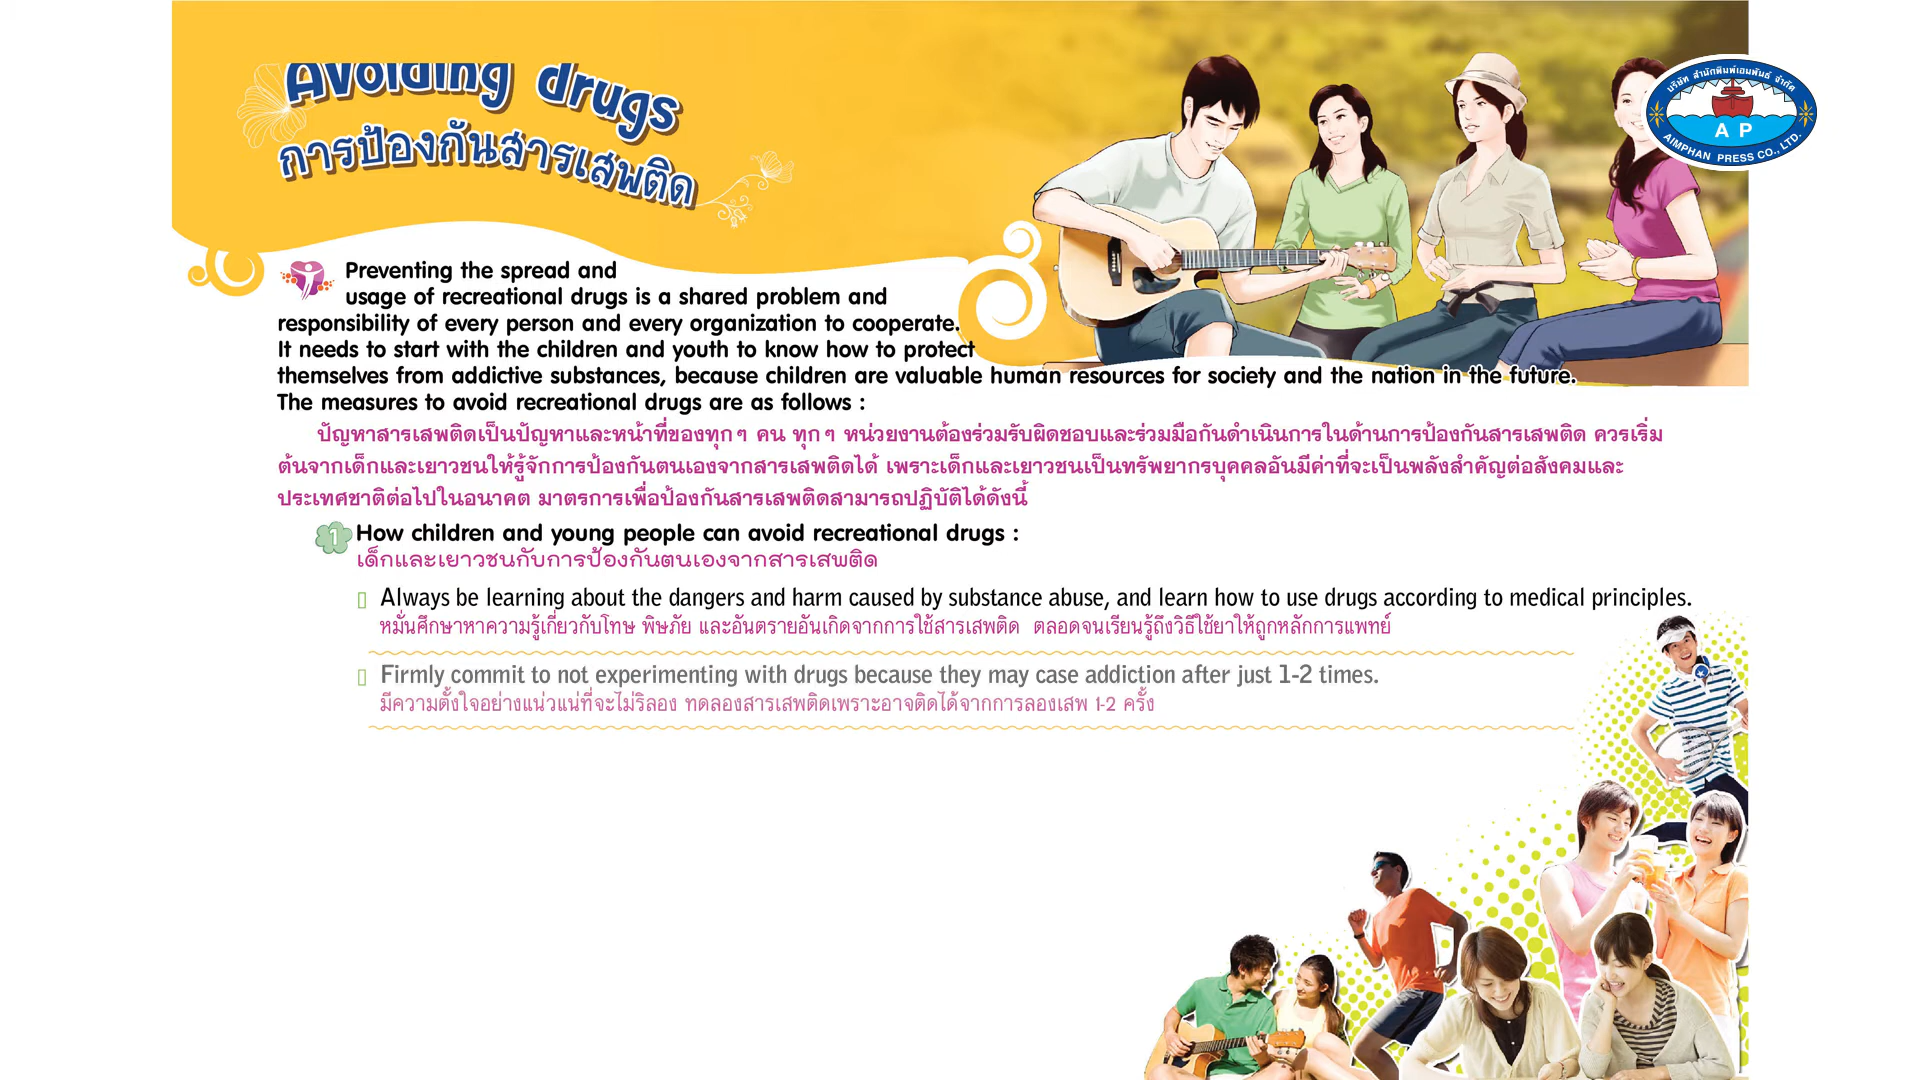 Avoiding drugs
การป้องกันสารเสพติด
บริษัท สำนักพิมพ์เอมพันธ์ จำกัด
A P
AIMPHAN PRESS CO., LTD.
Preventing the spread and
usage of recreational drugs is a shared problem and
responsibility of every person and every organization to cooperate.
It needs to start with the children and youth to know how to protect
themselves from addictive substances, because children are valuable human resources for society and the nation in the future.
The measures to avoid recreational drugs are as follows :
ปัญหาสารเสพติดเป็นปัญหาและหน้าที่ของทุกๆ คน ทุกๆ หน่วยงานต้องร่วมรับผิดชอบและร่วมมือกันดำเนินการในด้านการป้องกันสารเสพติด ควรเริ่ม
ต้นจากเด็กและเยาวชนให้รู้จักการป้องกันตนเองจากสารเสพติดได้ เพราะเด็กและเยาวชนเป็นทรัพยากรบุคคลอันมีค่าที่จะเป็นพลังสำคัญต่อสังคมและ
ประเทศชาติต่อไปในอนาคต มาตรการเพื่อป้องกันสารเสพติดสามารถปฏิบัติได้ดังนี้
1 How children and young people can avoid recreational drugs :
เด็กและเยาวชนกับการป้องกันตนเองจากสารเสพติด
Always be learning about the dangers and harm caused by substance abuse, and learn how to use drugs according to medical principles.
หมั่นศึกษาหาความรู้เกี่ยวกับโทษ พิษภัย และอันตรายอันเกิดจากการใช้สารเสพติด ตลอดจนเรียนรู้ถึงวิธีใช้ยาให้ถูกหลักการแพทย์
Firmly commit to not experimenting with drugs because they may case addiction after just 1-2 times.
มีความตั้งใจอย่างแน่วแน่ที่จะไม่ริลอง ทดลองสารเสพติดเพราะอาจติดได้จากการลองเสพ 1-2 ครั้ง